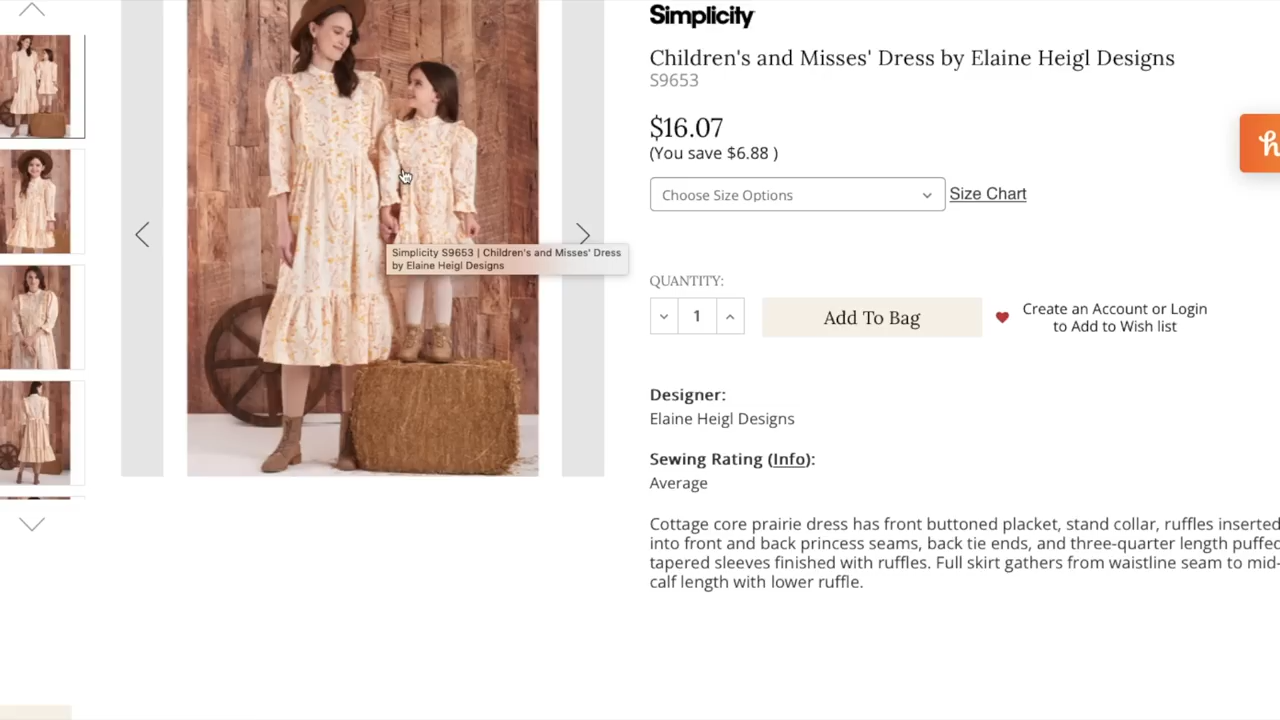 Simplicity
Children's and Misses' Dress by Elaine Heigl Designs
S9653
$16.07
(You save $6.88 )
Choose Size Options
Size Chart
Simplicity S9653 | Children's and Misses' Dress
by Elaine Heigl Designs
QUANTITY:
1
Add To Bag
Create an Account or Login
to Add to Wish list
Designer:
Elaine Heigl Designs
Sewing Rating (Info):
Average
Cottage core prairie dress has front buttoned placket, stand collar, ruffles inserted
into front and back princess seams, back tie ends, and three-quarter length puffed
tapered sleeves finished with ruffles. Full skirt gathers from waistline seam to mid-
calf length with lower ruffle.
h